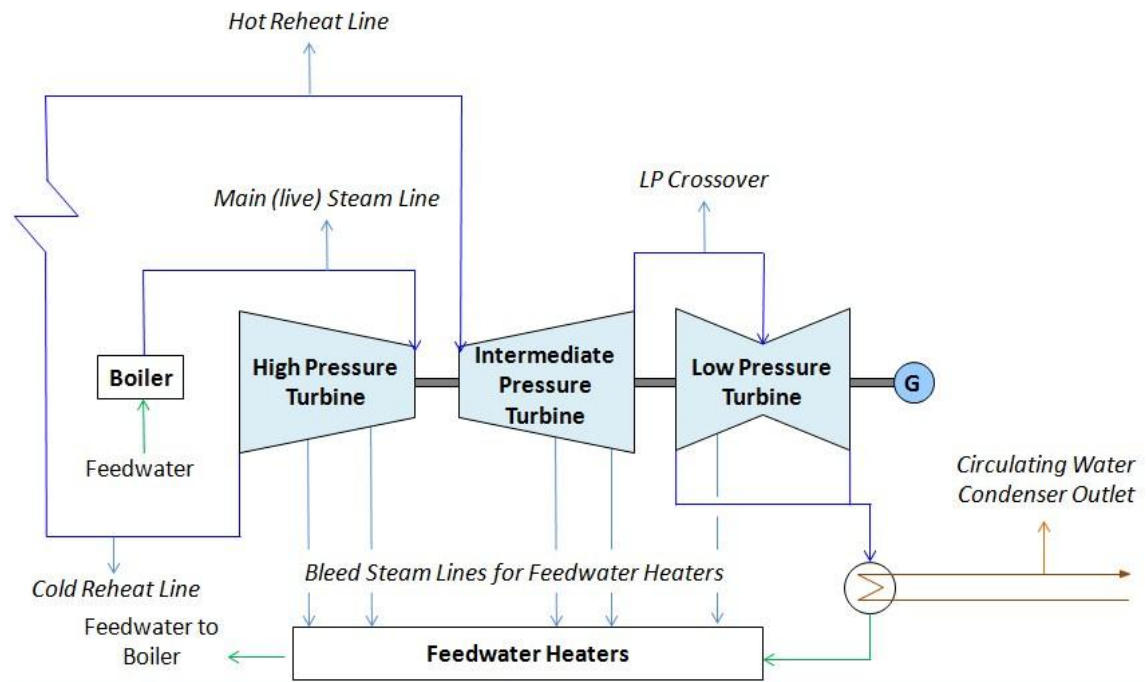 Hot Reheat Line
Main (live) Steam Line
LP Crossover
Boiler
High Pressure
Turbine
Intermediate
Pressure
Turbine
Low Pressure
Turbine
G
Feedwater
Circulating Water
Condenser Outlet
Cold Reheat Line
Bleed Steam Lines for Feedwater Heaters
Feedwater to
Boiler
Feedwater Heaters